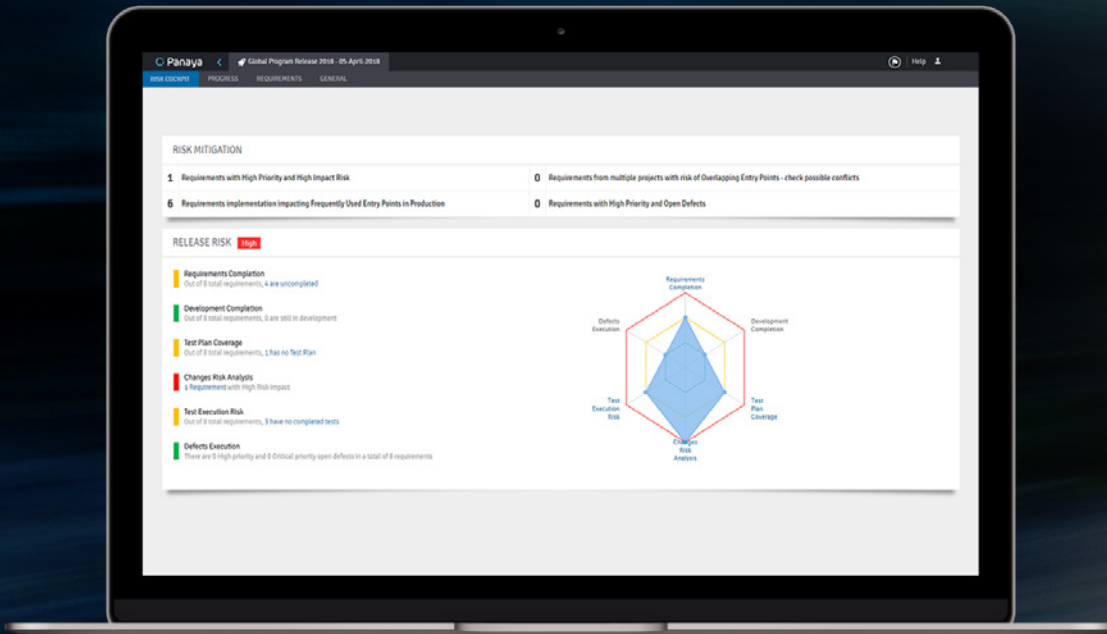 Panaya
Global Program Release 2018 - 05-April-2018
Help
RISK COCKPIT PROGRESS REQUIREMENTS GENERAL
RISK MITIGATION
1 Requirements with High Priority and High Impact Risk
0 Requirements from multiple projects with risk of Overlapping Entry Points - check possible conflicts
6 Requirements implementation impacting Frequently Used Entry Points in Production
0 Requirements with High Priority and Open Defects
RELEASE RISK High
Requirements Completion
Out of 8 total requirements, 4 are uncompleted
Development Completion
Out of 8 total requirements, 0 are still in development
Test Plan Coverage
Out of 8 total requirements, 1 has no Test Plan
Changes Risk Analysis
1 Requirement with High Risk Impact
Test Execution Risk
Out of 8 total requirements, 3 have no completed tests
Defects Execution
There are 0 High priority and 0 Critical priority open defects in a total of 8 requirements
Requirements
Completion
Development
Completion
Test
Plan
Coverage
Changes
Risk
Analysis
Test
Execution
Risk
Defects
Execution